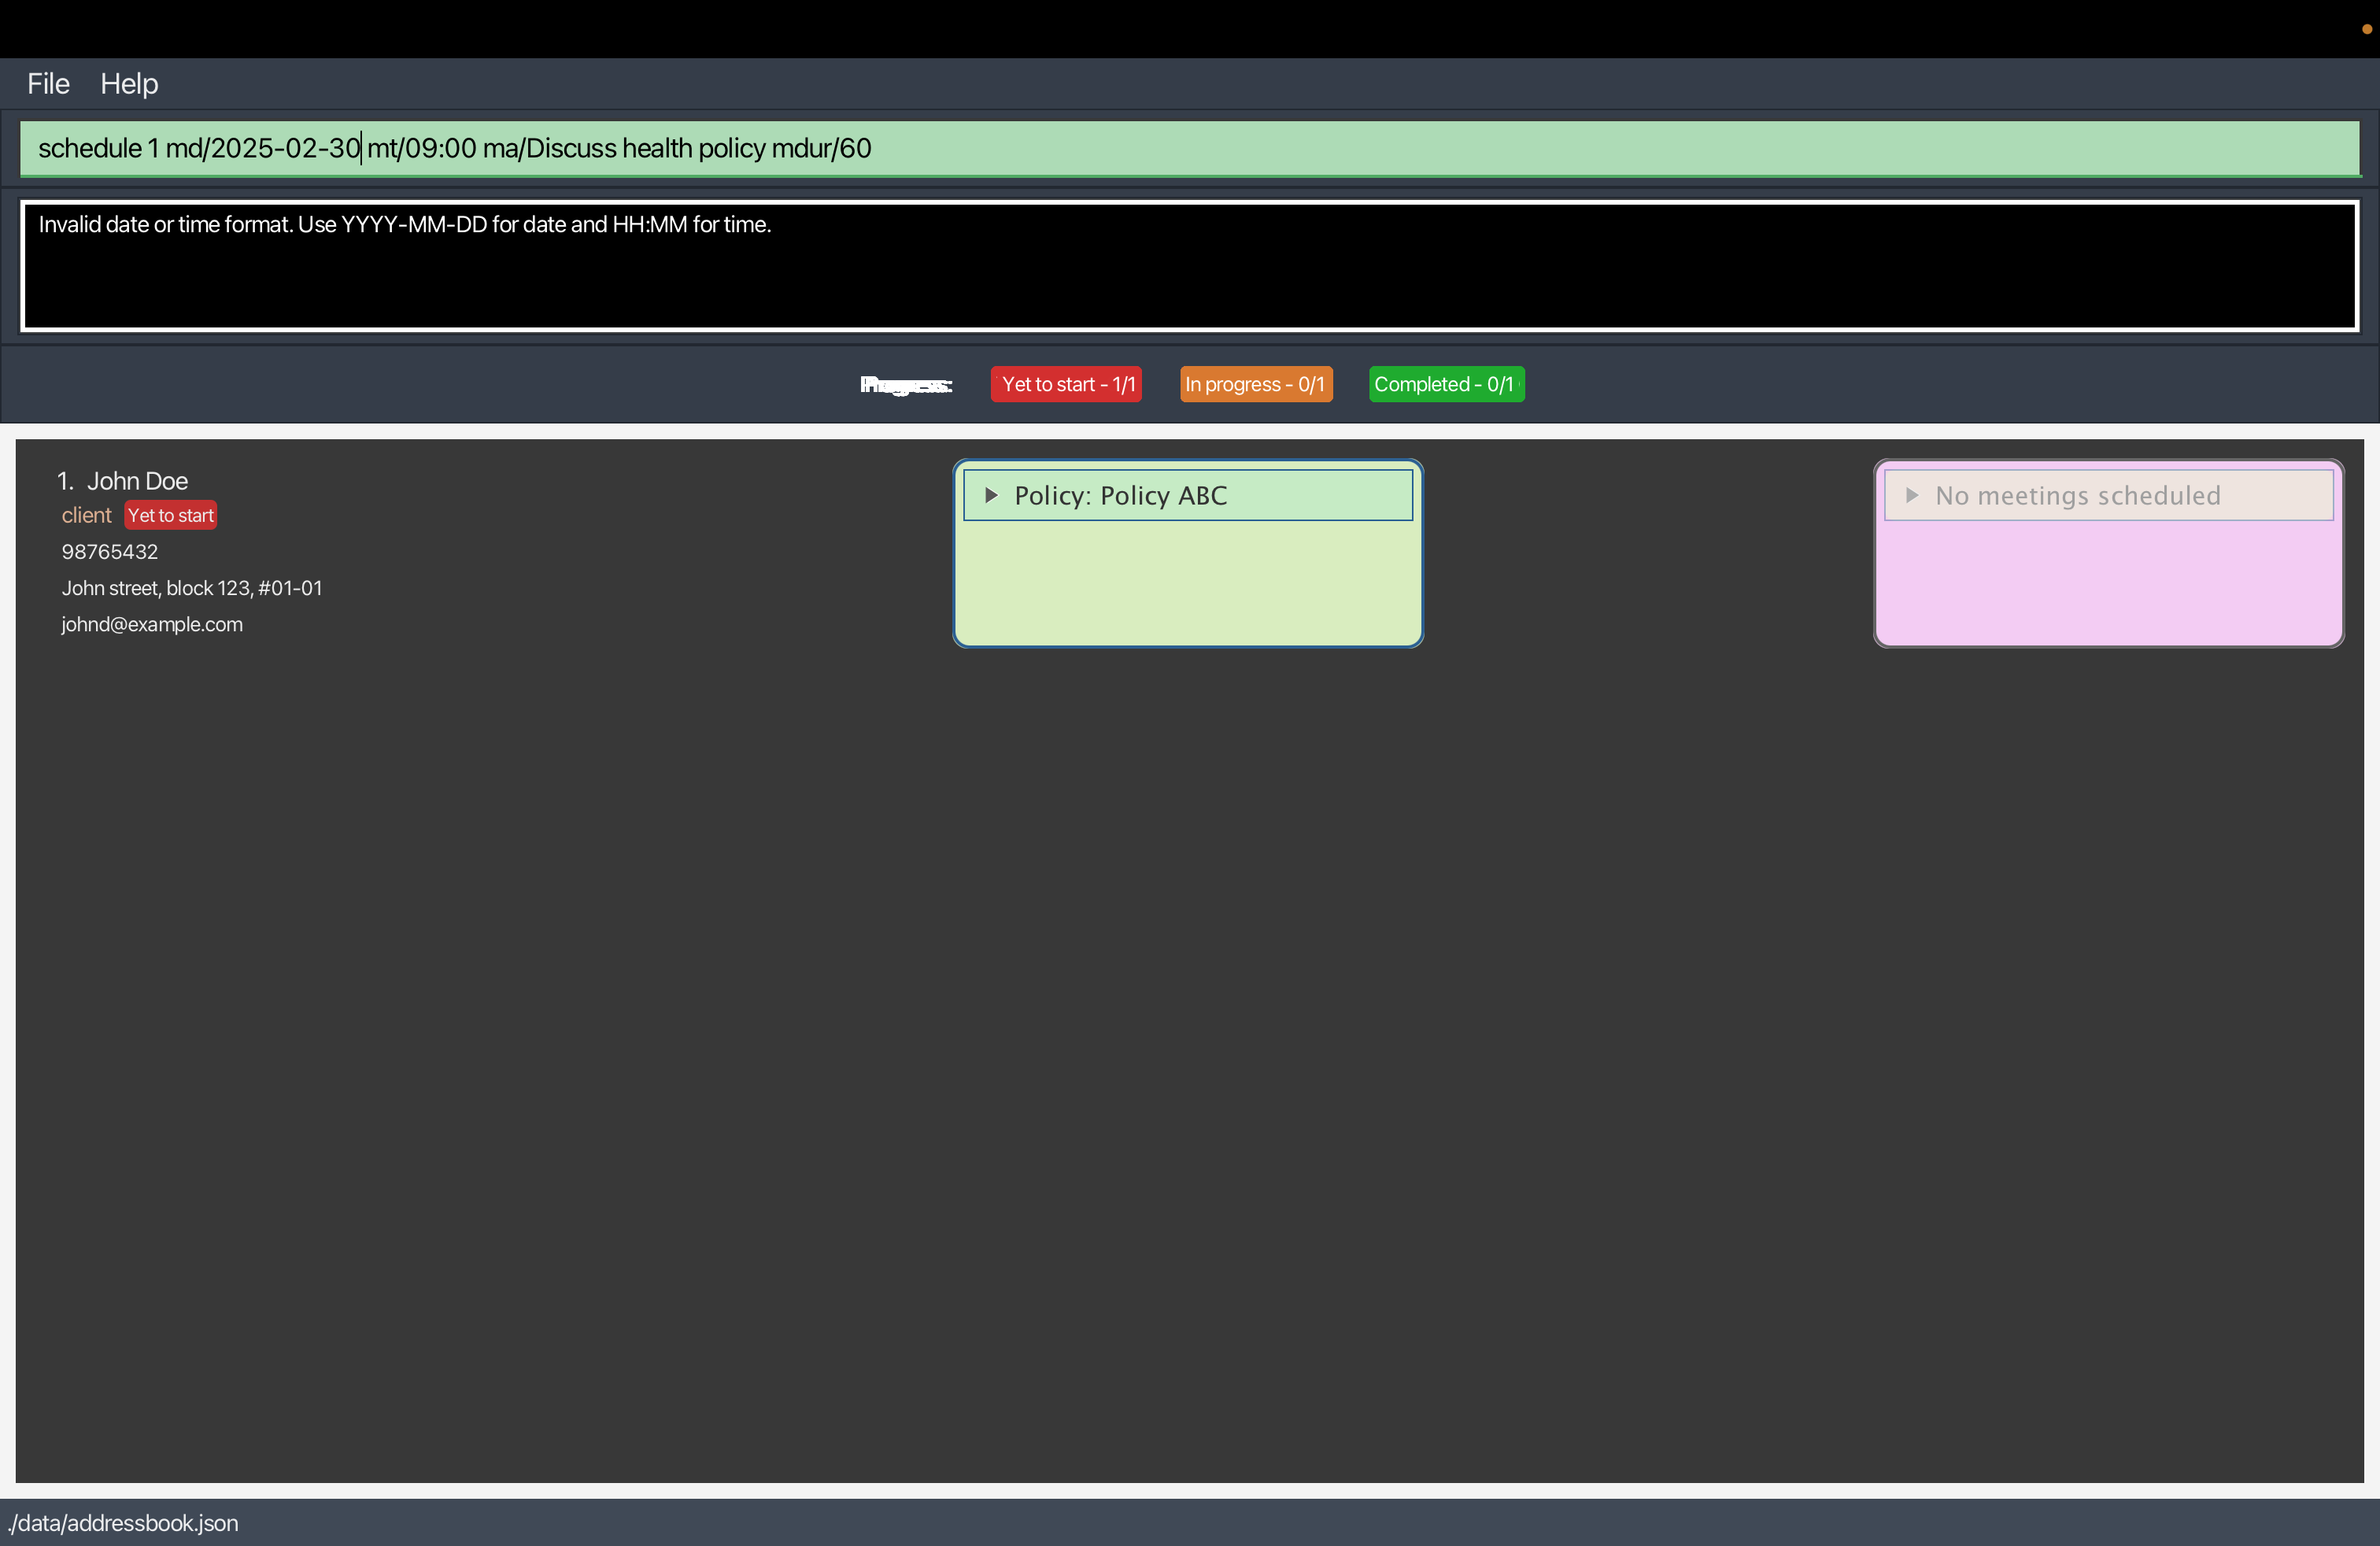 File Help
schedule 1 md/2025-02-30 mt/09:00 ma/Discuss health policy mdur/60
Invalid date or time format. Use YYYY-MM-DD for date and HH:MM for time.
Yet to start - 1/1 In progress - 0/1 Completed - 0/1
1. John Doe
client Yet to start
98765432
John street, block 123, #01-01
johnd@example.com
Policy: Policy ABC
No meetings scheduled
./data/addressbook.json